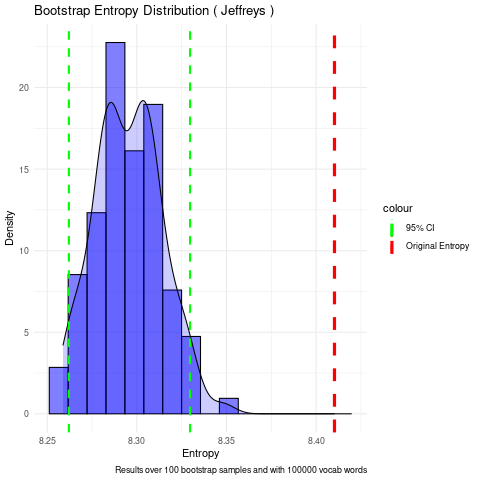 Bootstrap Entropy Distribution ( Jeffreys )
20
15
10
5
0
Density
8.25
8.30
8.35
8.40
Entropy
colour
95% CI
Original Entropy
Results over 100 bootstrap samples and with 100000 vocab words